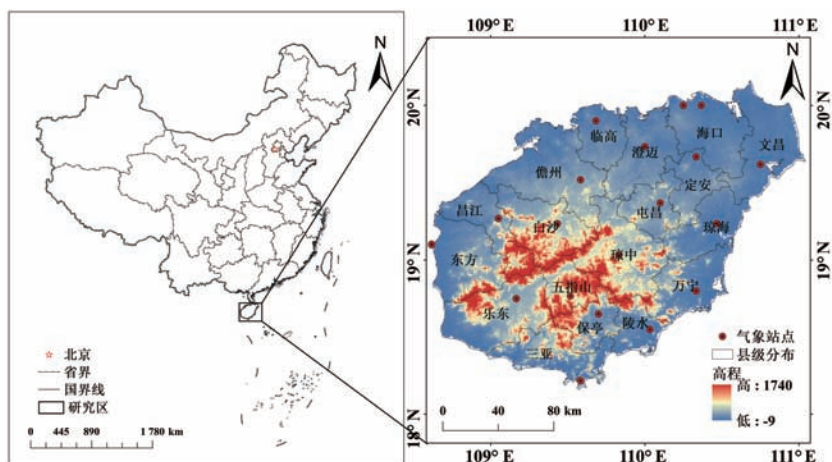 N
北京
省界
国界线
研究区
0 445 890 1 780 km
109°E 110°E 111°E
N
20°N 20°N
临高
海口
澄迈
文昌
儋州
定安
昌江
屯昌
白沙
琼海
19°N 19°N
东方
琼中
五指山
万宁
乐东
保亭
陵水
三亚
气象站点
县级分布
高程
高：1740
低：-9
0 40 80 km
18°N 18°N
109°E 110°E 111°E